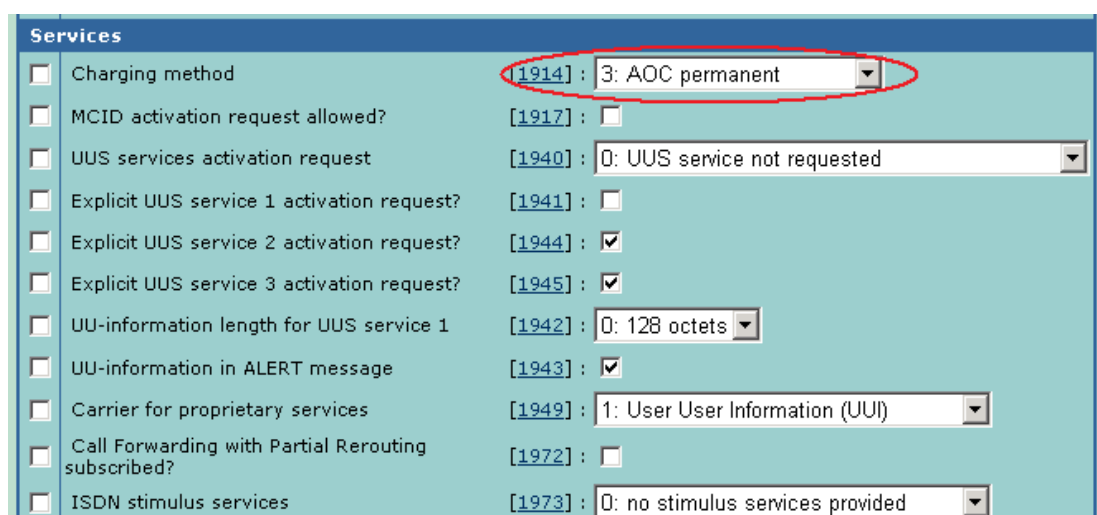 Services
Charging method [1914] : 3: AOC permanent
MCID activation request allowed? [1917] :
UUS services activation request [1940] : 0: UUS service not requested
Explicit UUS service 1 activation request? [1941] :
Explicit UUS service 2 activation request? [1944] :
Explicit UUS service 3 activation request? [1945] :
UU-information length for UUS service 1 [1942] : 0: 128 octets
UU-information in ALERT message [1943] :
Carrier for proprietary services [1949] : 1: User User Information (UUI)
Call Forwarding with Partial Rerouting
subscribed? [1972] :
ISDN stimulus services [1973] : 0: no stimulus services provided